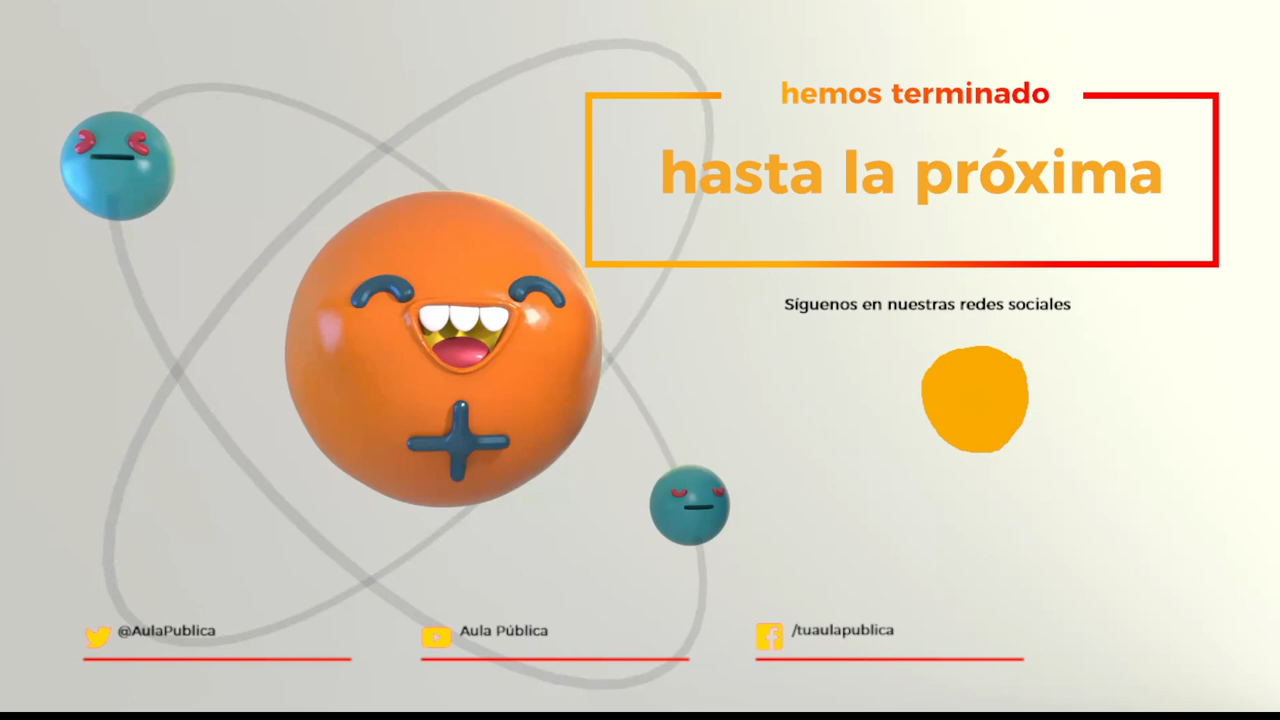 hemos terminado
hasta la próxima
Síguenos en nuestras redes sociales
@AulaPublica
Aula Pública
/tuaulapublica